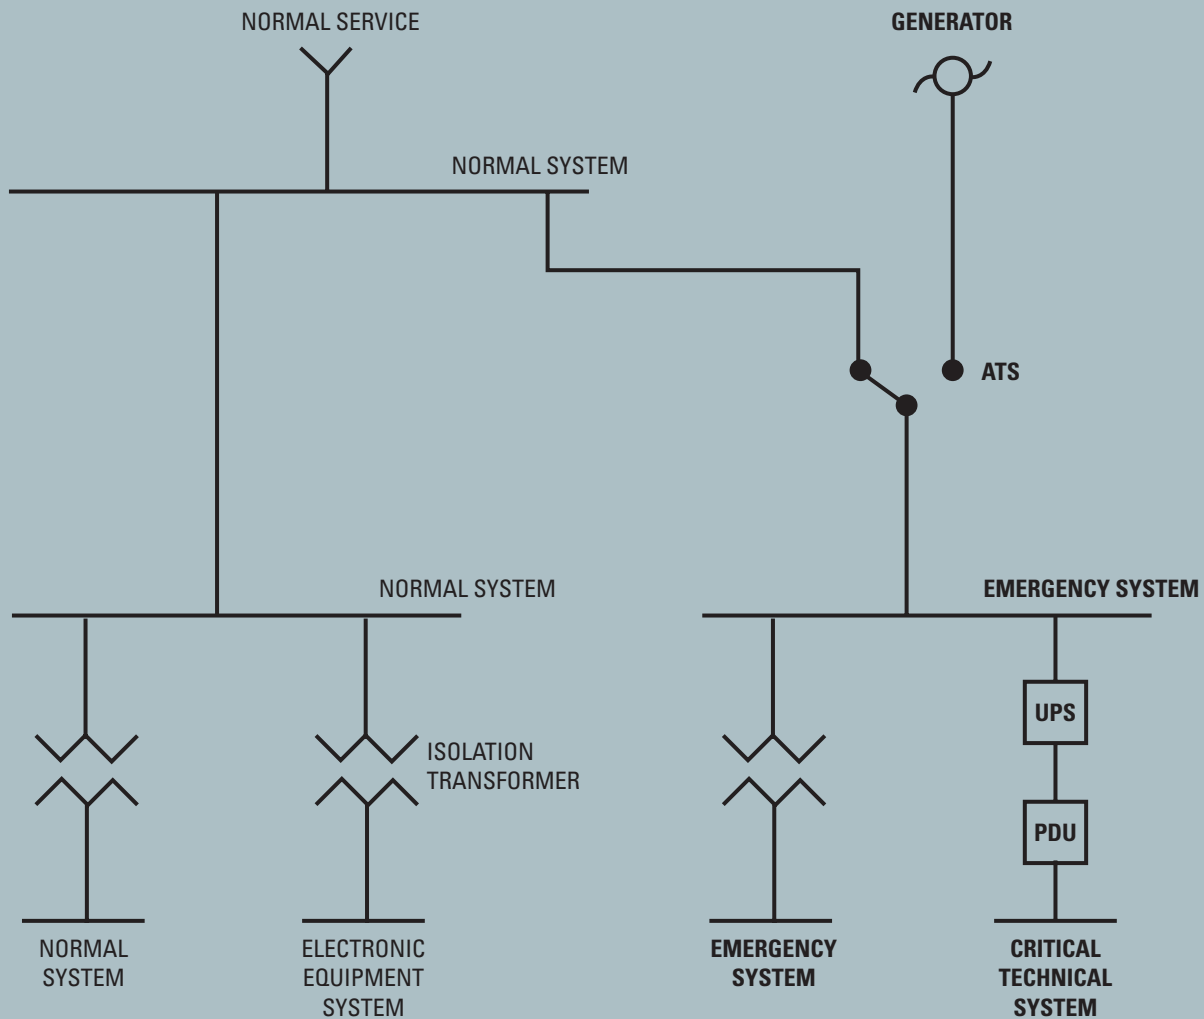 NORMAL SERVICE
GENERATOR
NORMAL SYSTEM
ATS
NORMAL SYSTEM
EMERGENCY SYSTEM
UPS
ISOLATION
TRANSFORMER
PDU
NORMAL
SYSTEM
ELECTRONIC
EQUIPMENT
SYSTEM
EMERGENCY
SYSTEM
CRITICAL
TECHNICAL
SYSTEM